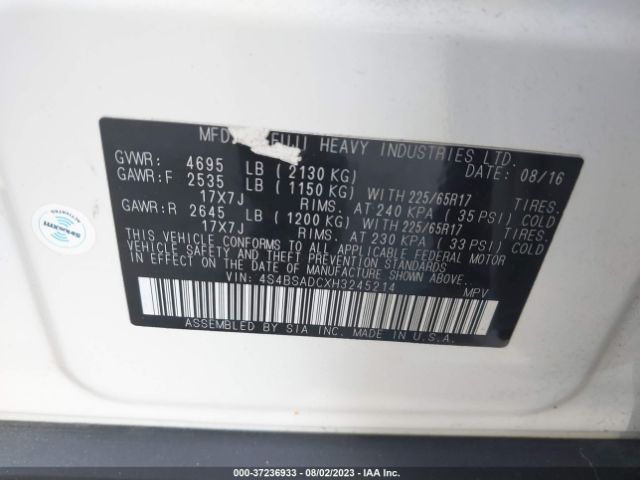 MFD FUJI HEAVY INDUSTRIES LTD.
GVWR: 4695 LB (2130 KG) DATE: 08/16
GAWR:F 2535 LB (1150 KG) WITH 225/65R17 TIRES.
17X7J RIMS. AT 240 KPA (35 PSI) COLD
GAWR:R 2645 LB (1200 KG) WITH 225/65R17 TIRES.
17X7J RIMS. AT 230 KPA (33 PSI) COLD
THIS VEHICLE CONFORMS TO ALL APPLICABLE FEDERAL MOTOR
VEHICLE SAFETY AND THEFT PREVENTION STANDARDS
IN EFFECT ON THE DATE OF MANUFACTURE SHOWN ABOVE.
VIN: 4S4BSADCXH3245214 MPV
ASSEMBLED BY SIA INC. MADE IN U.S.A.
000-37236933 - 08/02/2023 - IAA Inc.